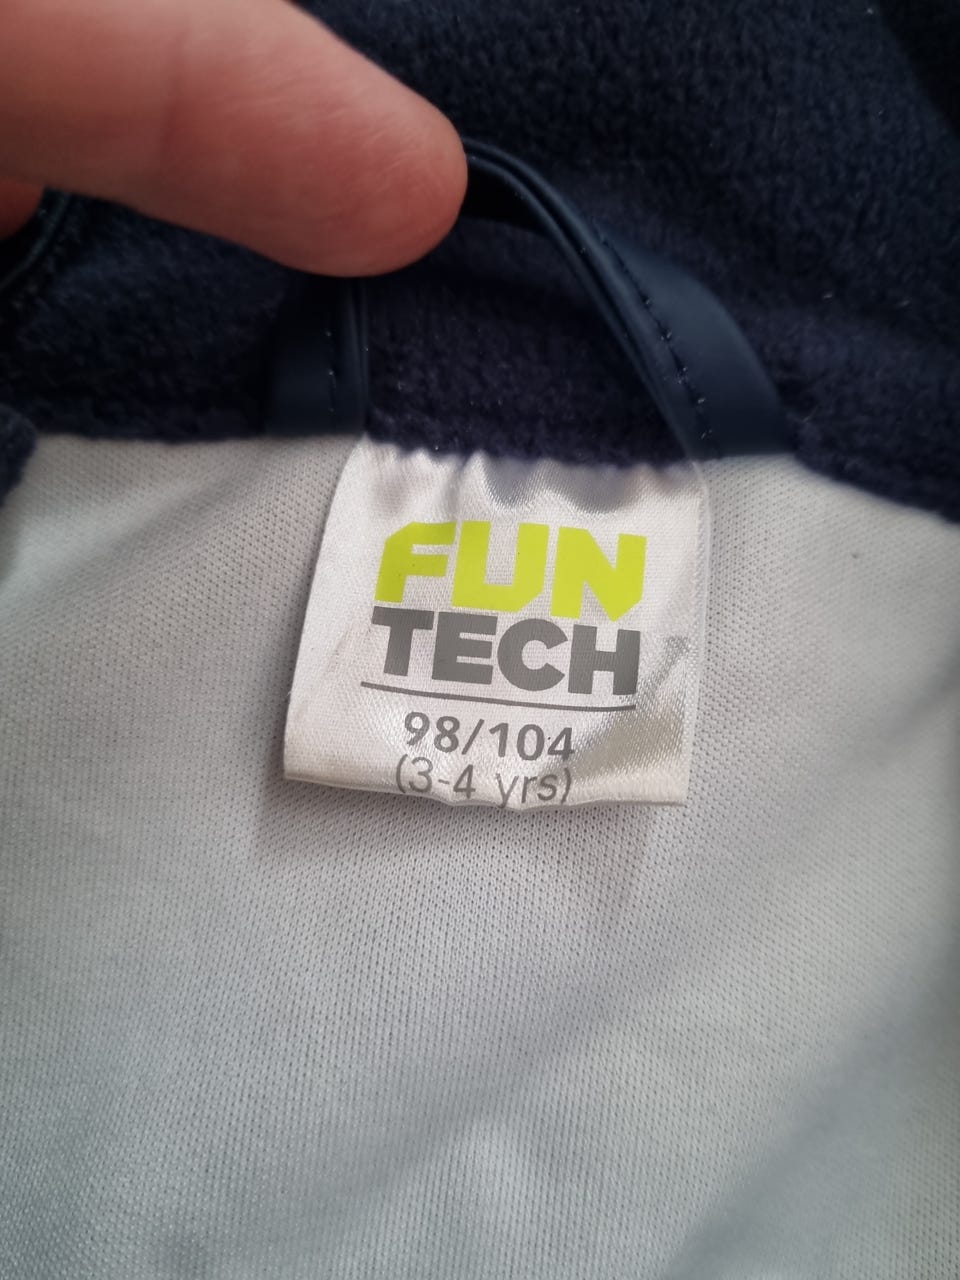 FUN
TECH
98/104
(3-4 yrs)